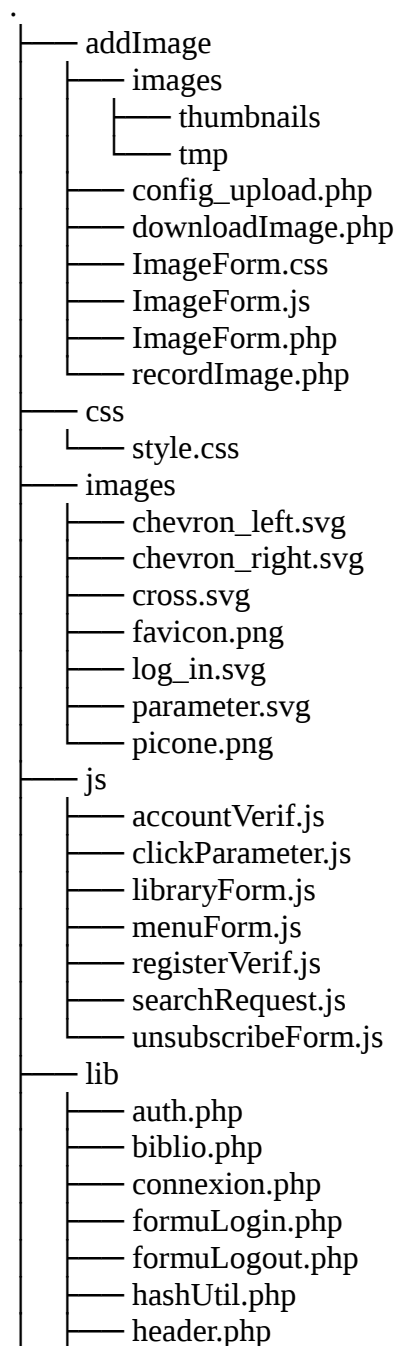 .
addImage
images
thumbnails
tmp
config_upload.php
downloadImage.php
ImageForm.css
ImageForm.js
ImageForm.php
recordImage.php
css
style.css
images
chevron_left.svg
chevron_right.svg
cross.svg
favicon.png
log_in.svg
parameter.svg
picone.png
js
accountVerif.js
clickParameter.js
libraryForm.js
menuForm.js
registerVerif.js
searchRequest.js
unsubscribeForm.js
lib
auth.php
biblio.php
connexion.php
formuLogin.php
formuLogout.php
hashUtil.php
header.php